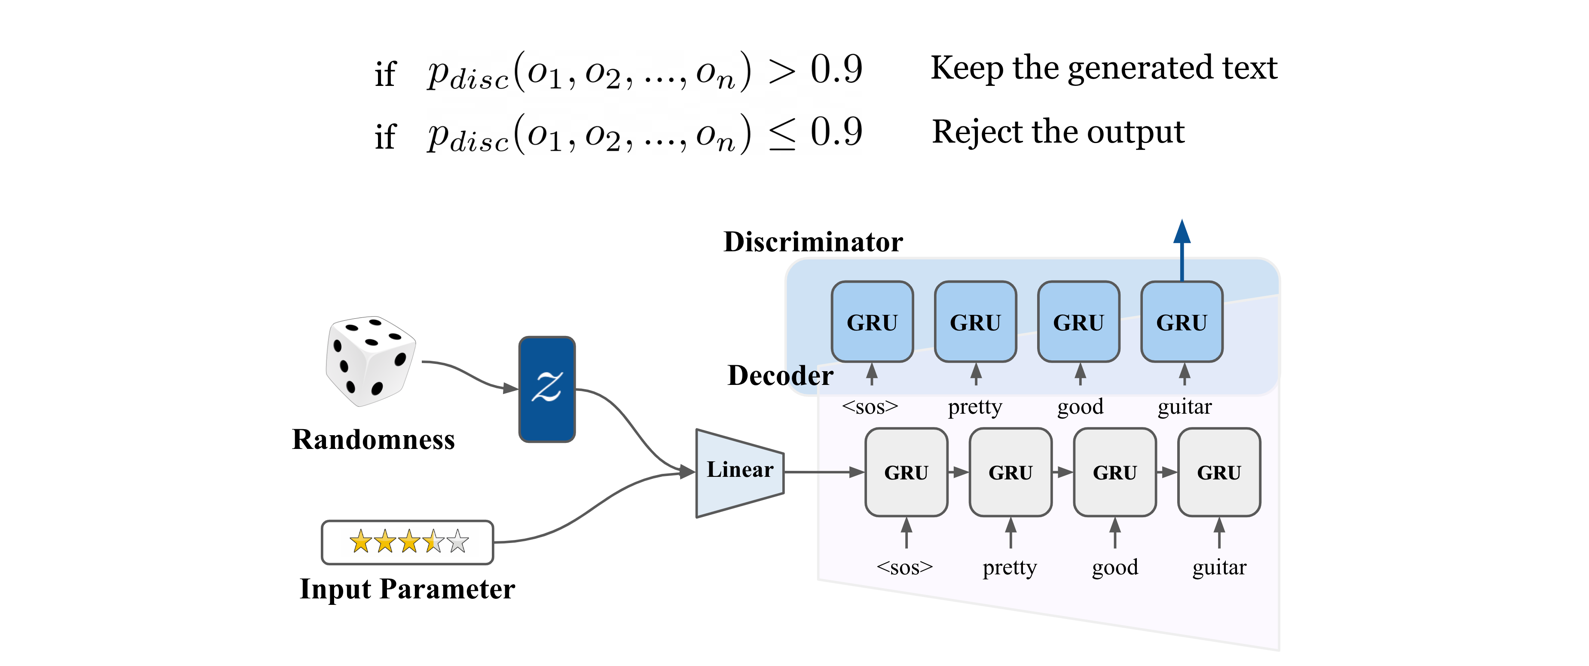 if p_{disc}(o_1, o_2, ..., o_n) > 0.9 Keep the generated text
if p_{disc}(o_1, o_2, ..., o_n) ≤ 0.9 Reject the output
Discriminator
GRU GRU GRU GRU
Decoder
<sos> pretty good guitar
Randomness
z
Linear
GRU GRU GRU GRU
<sos> pretty good guitar
Input Parameter